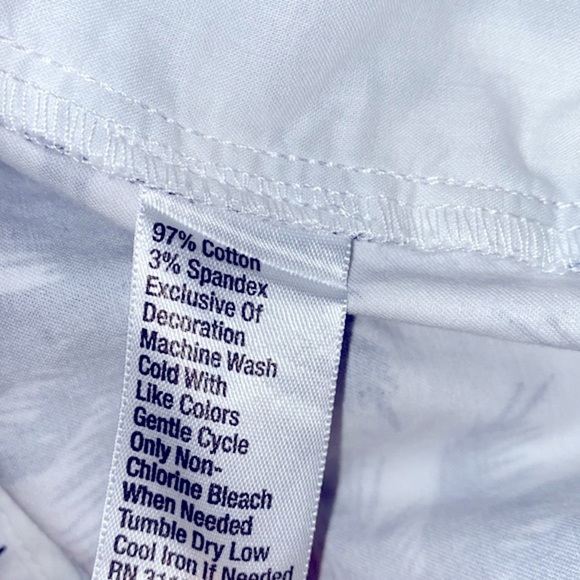 97% Cotton
3% Spandex
Exclusive Of
Decoration
Machine Wash
Cold With
Like Colors
Gentle Cycle
Only Non-
Chlorine Bleach
When Needed
Tumble Dry Low
Cool Iron If Needed
RN